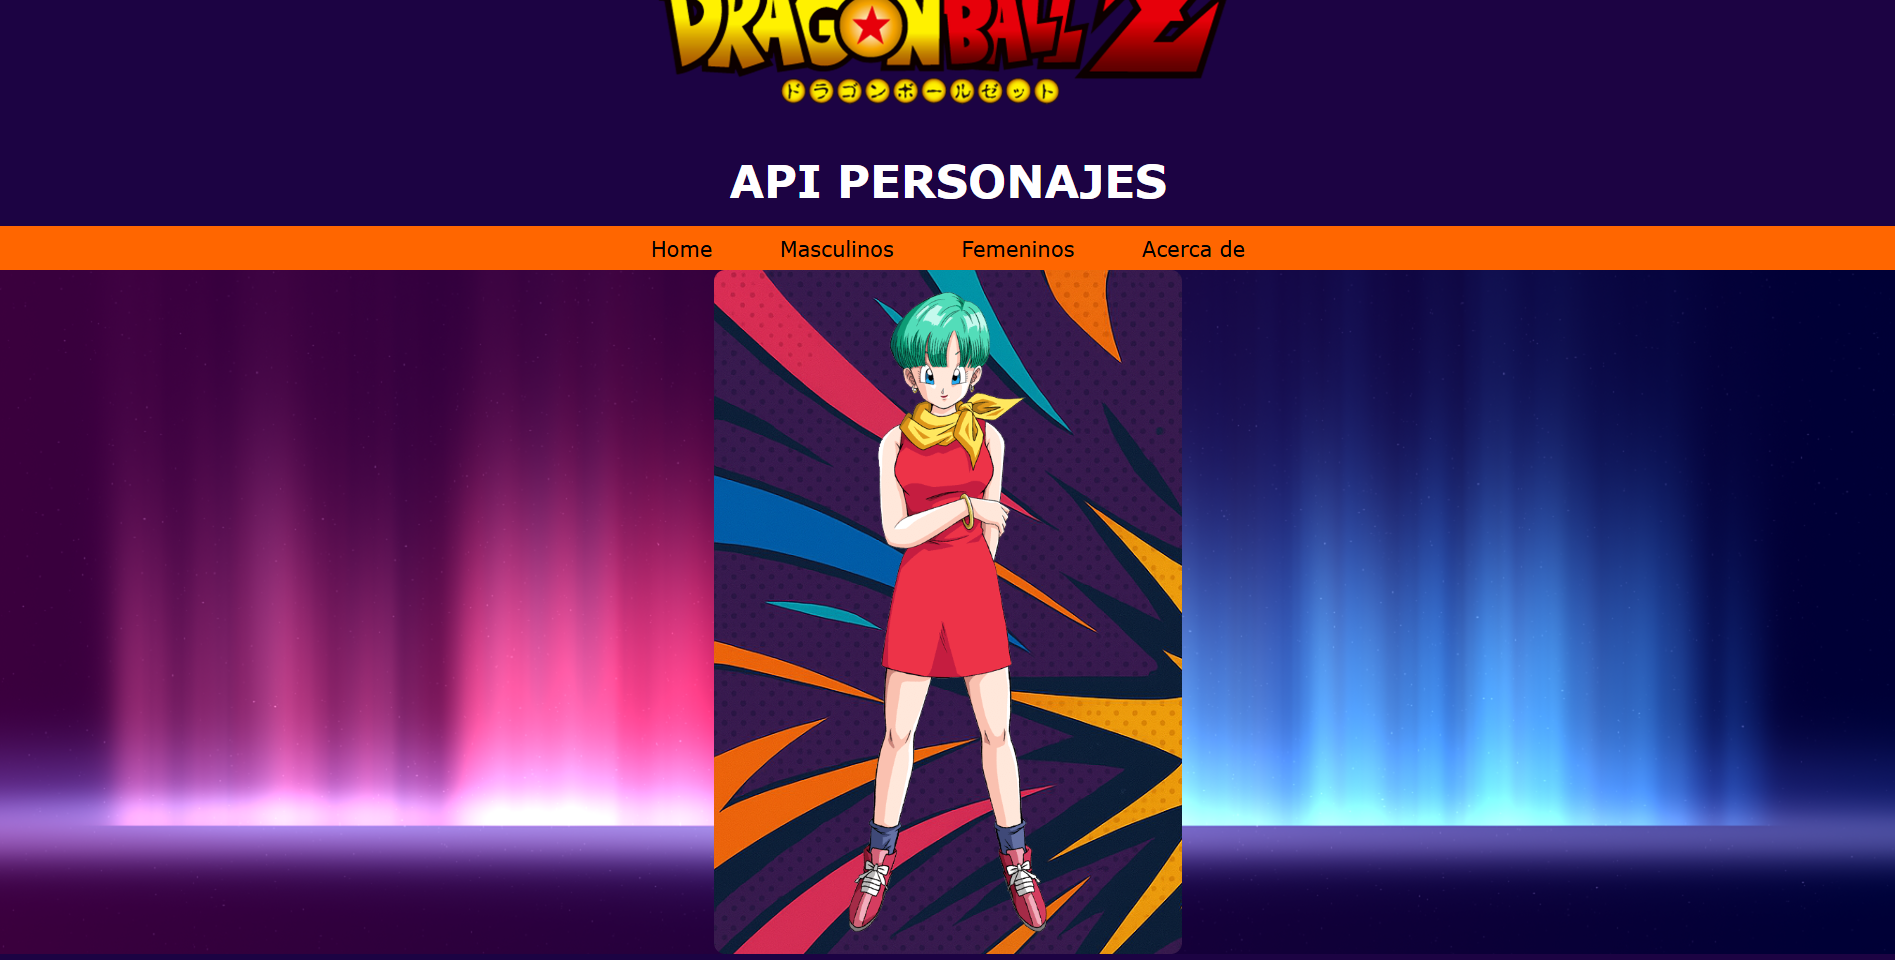 DRAGON BALL Z
ドラゴンボールゼット
API PERSONAJES
Home Masculinos Femeninos Acerca de